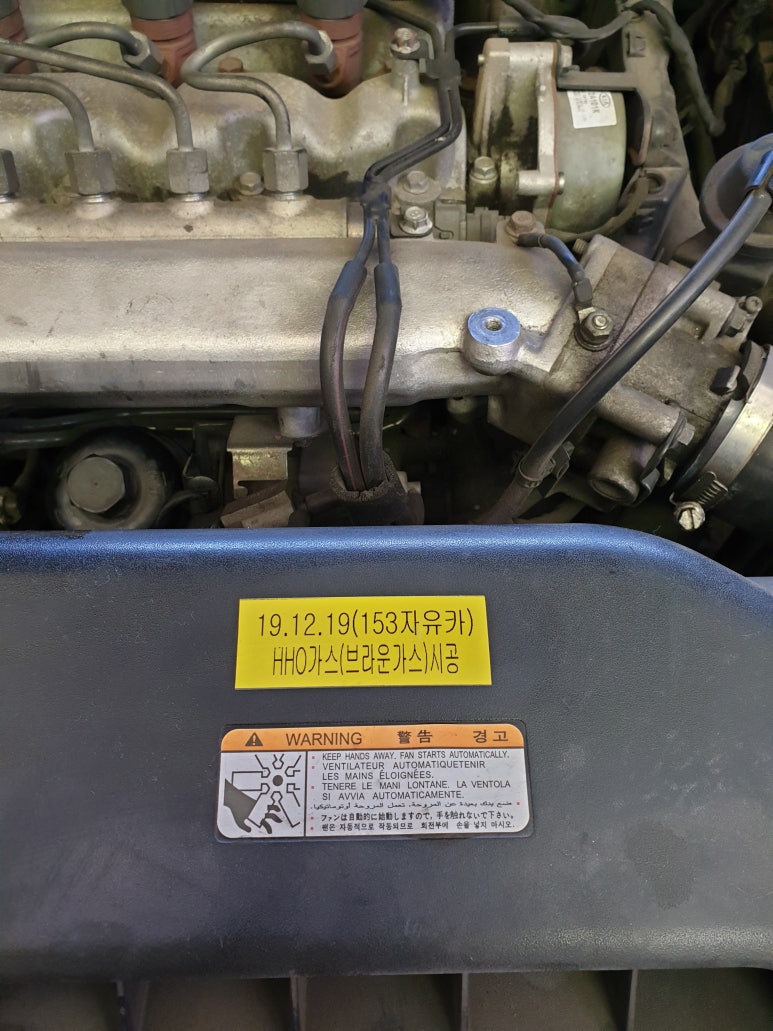 19.12.19(153자유카)
HHO가스(브라운가스)시공
WARNING 警告 경고
KEEP HANDS AWAY. FAN STARTS AUTOMATICALLY.
VENTILATEUR AUTOMATIQUETENIR
LES MAINS ÉLOIGNÉES.
TENERE LE MANI LONTANE. LA VENTOLA
SI AVVIA AUTOMATICAMENTE.
تعمل المروحة أوتوماتيكيا.
ファンは自動的に始動しますので, 手を触れないで下さい。
팬은 자동적으로 작동되므로 회전부에 손을 넣지 마시오.